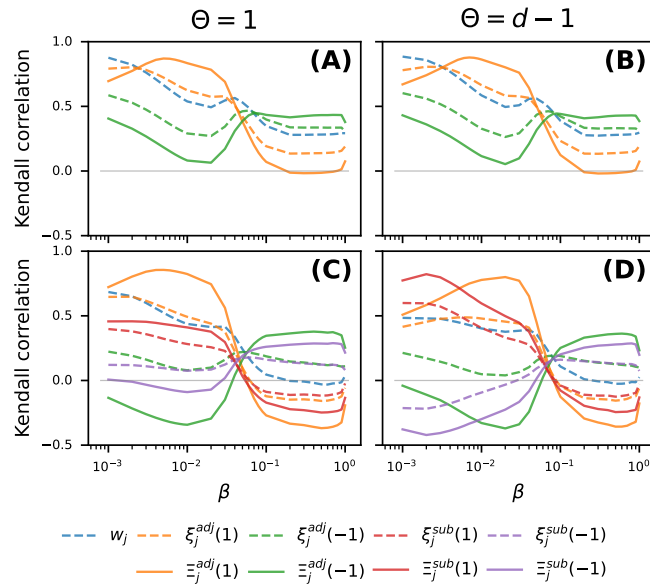 Θ = 1
Θ = d − 1
1.0
(A)
(B)
0.5
0.0
−0.5
Kendall correlation
1.0
(C)
(D)
0.5
0.0
−0.5
Kendall correlation
10⁻³ 10⁻² 10⁻¹ 10⁰
10⁻³ 10⁻² 10⁻¹ 10⁰
β
β
w_j ξ_j^{adj}(1) ξ_j^{adj}(−1) ξ_j^{sub}(1) ξ_j^{sub}(−1)
Ξ_j^{adj}(1) Ξ_j^{adj}(−1) Ξ_j^{sub}(1) Ξ_j^{sub}(−1)